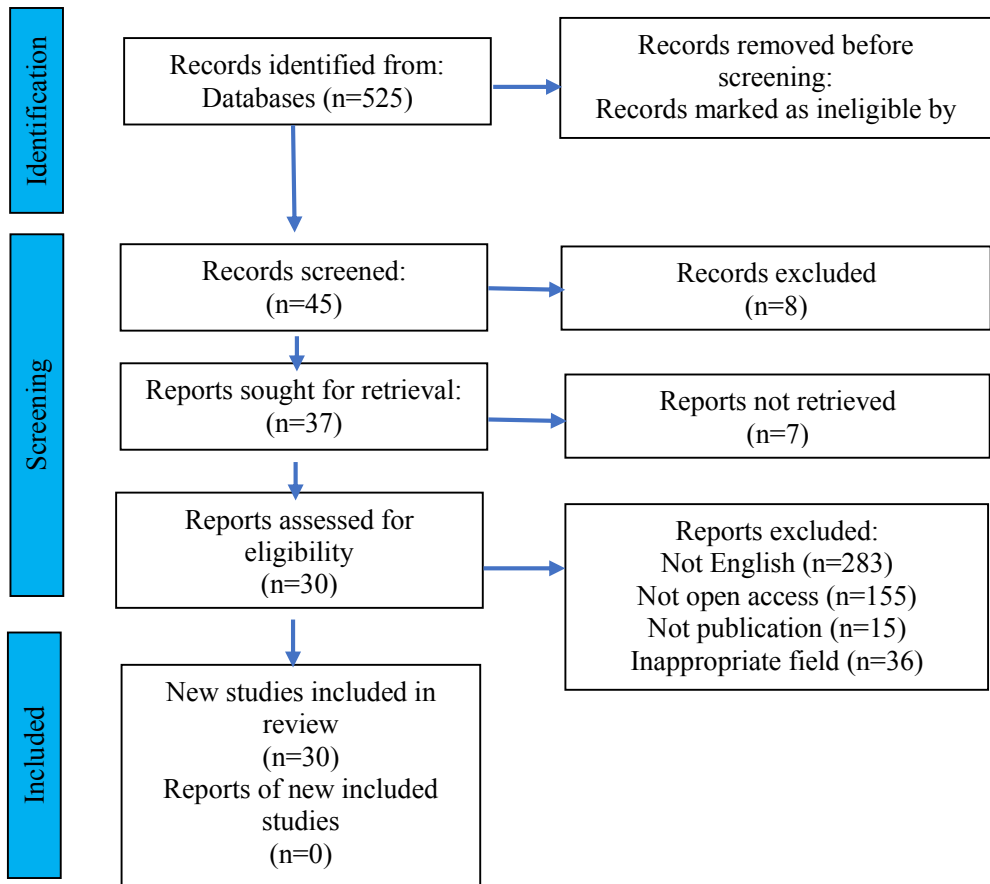 Identification
Records identified from:
Databases (n=525)
Records removed before
screening:
Records marked as ineligible by
Screening
Records screened:
(n=45)
Records excluded
(n=8)
Reports sought for retrieval:
(n=37)
Reports not retrieved
(n=7)
Reports assessed for
eligibility
(n=30)
Reports excluded:
Not English (n=283)
Not open access (n=155)
Not publication (n=15)
Inappropriate field (n=36)
Included
New studies included in
review
(n=30)
Reports of new included
studies
(n=0)